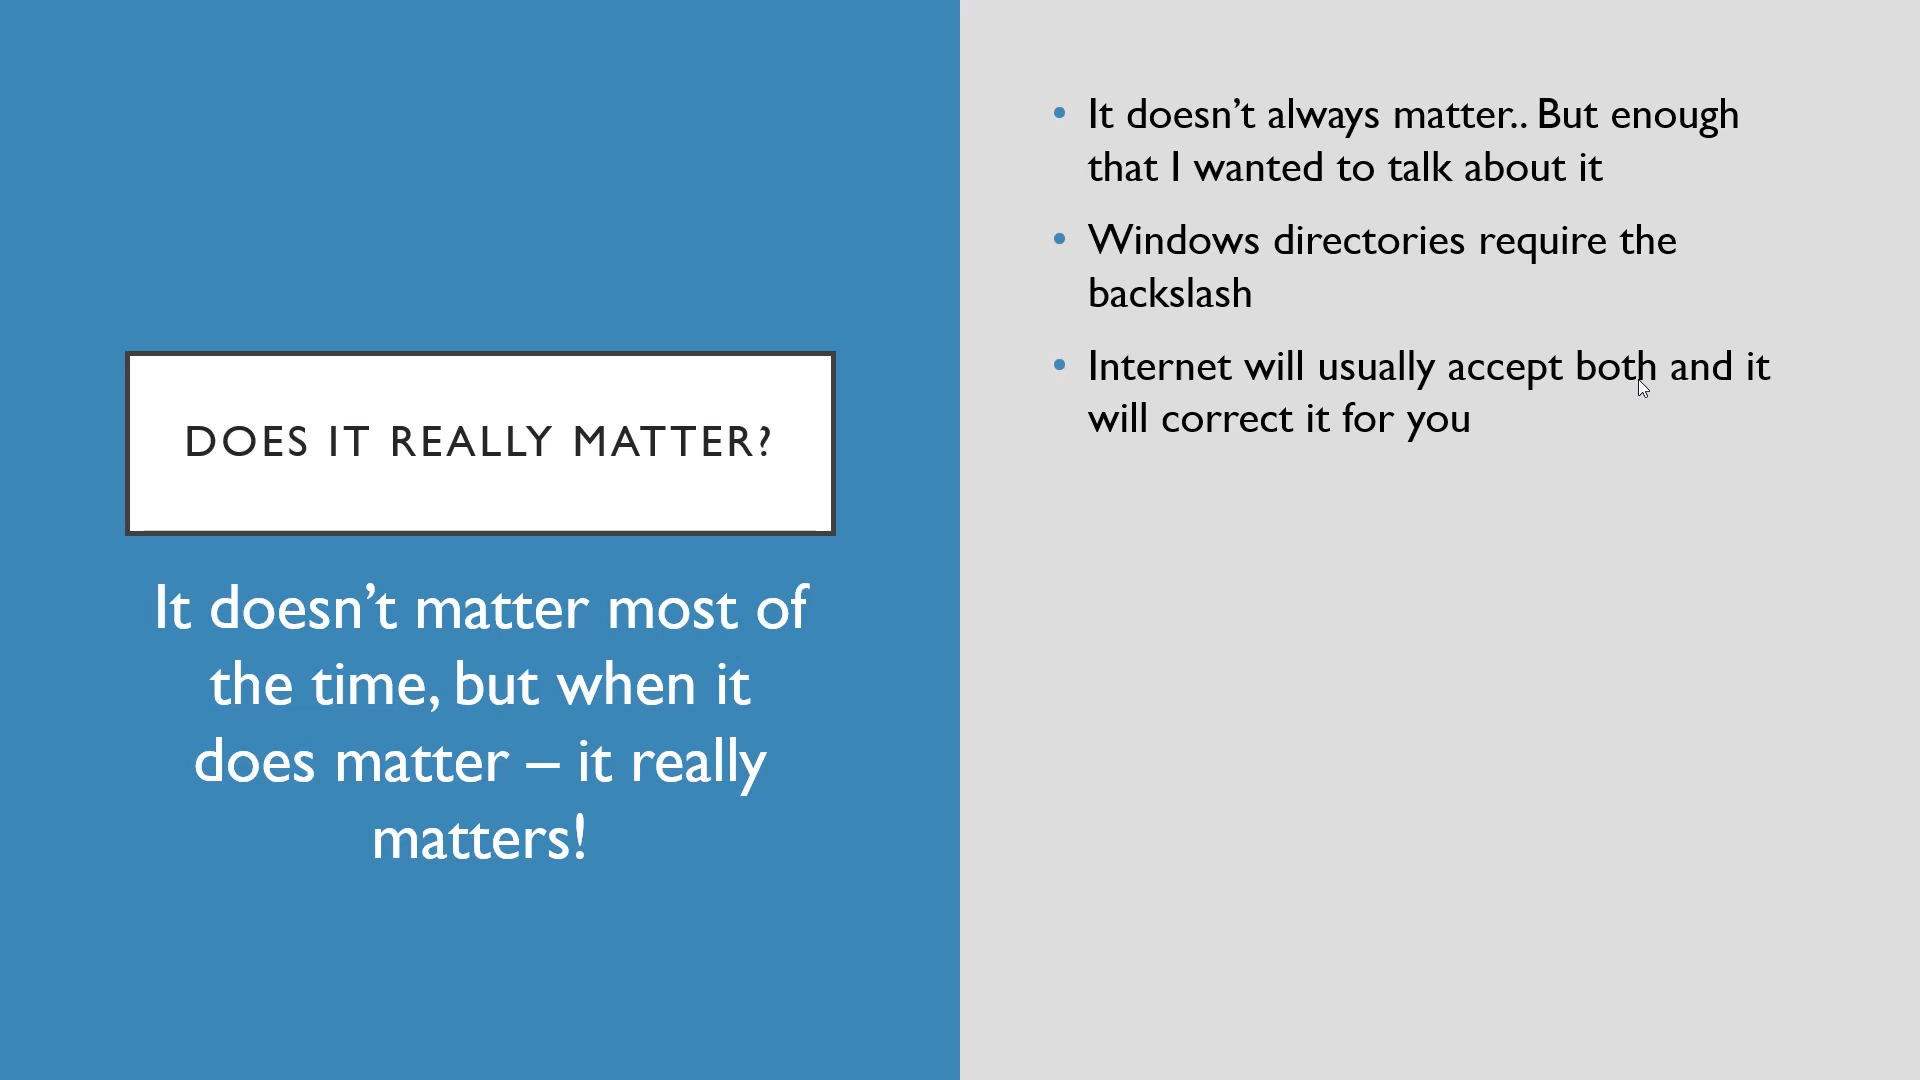 DOES IT REALLY MATTER?
It doesn’t matter most of
the time, but when it
does matter – it really
matters!
• It doesn’t always matter.. But enough
that I wanted to talk about it
• Windows directories require the
backslash
• Internet will usually accept both and it
will correct it for you